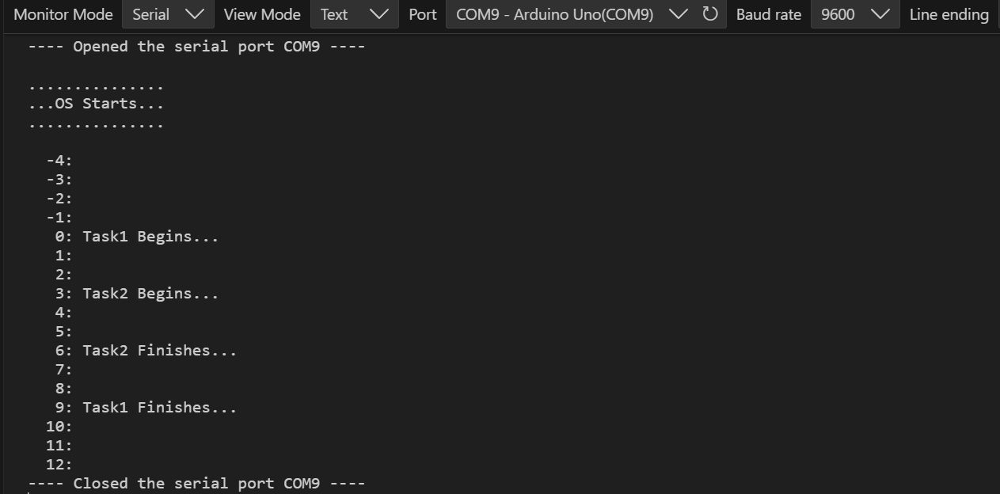 Monitor Mode Serial View Mode Text Port COM9 - Arduino Uno(COM9) Baud rate 9600 Line ending
---- Opened the serial port COM9 ----
...............
...OS Starts...
...............
-4:
-3:
-2:
-1:
0: Task1 Begins...
1:
2:
3: Task2 Begins...
4:
5:
6: Task2 Finishes...
7:
8:
9: Task1 Finishes...
10:
11:
12:
---- Closed the serial port COM9 ----